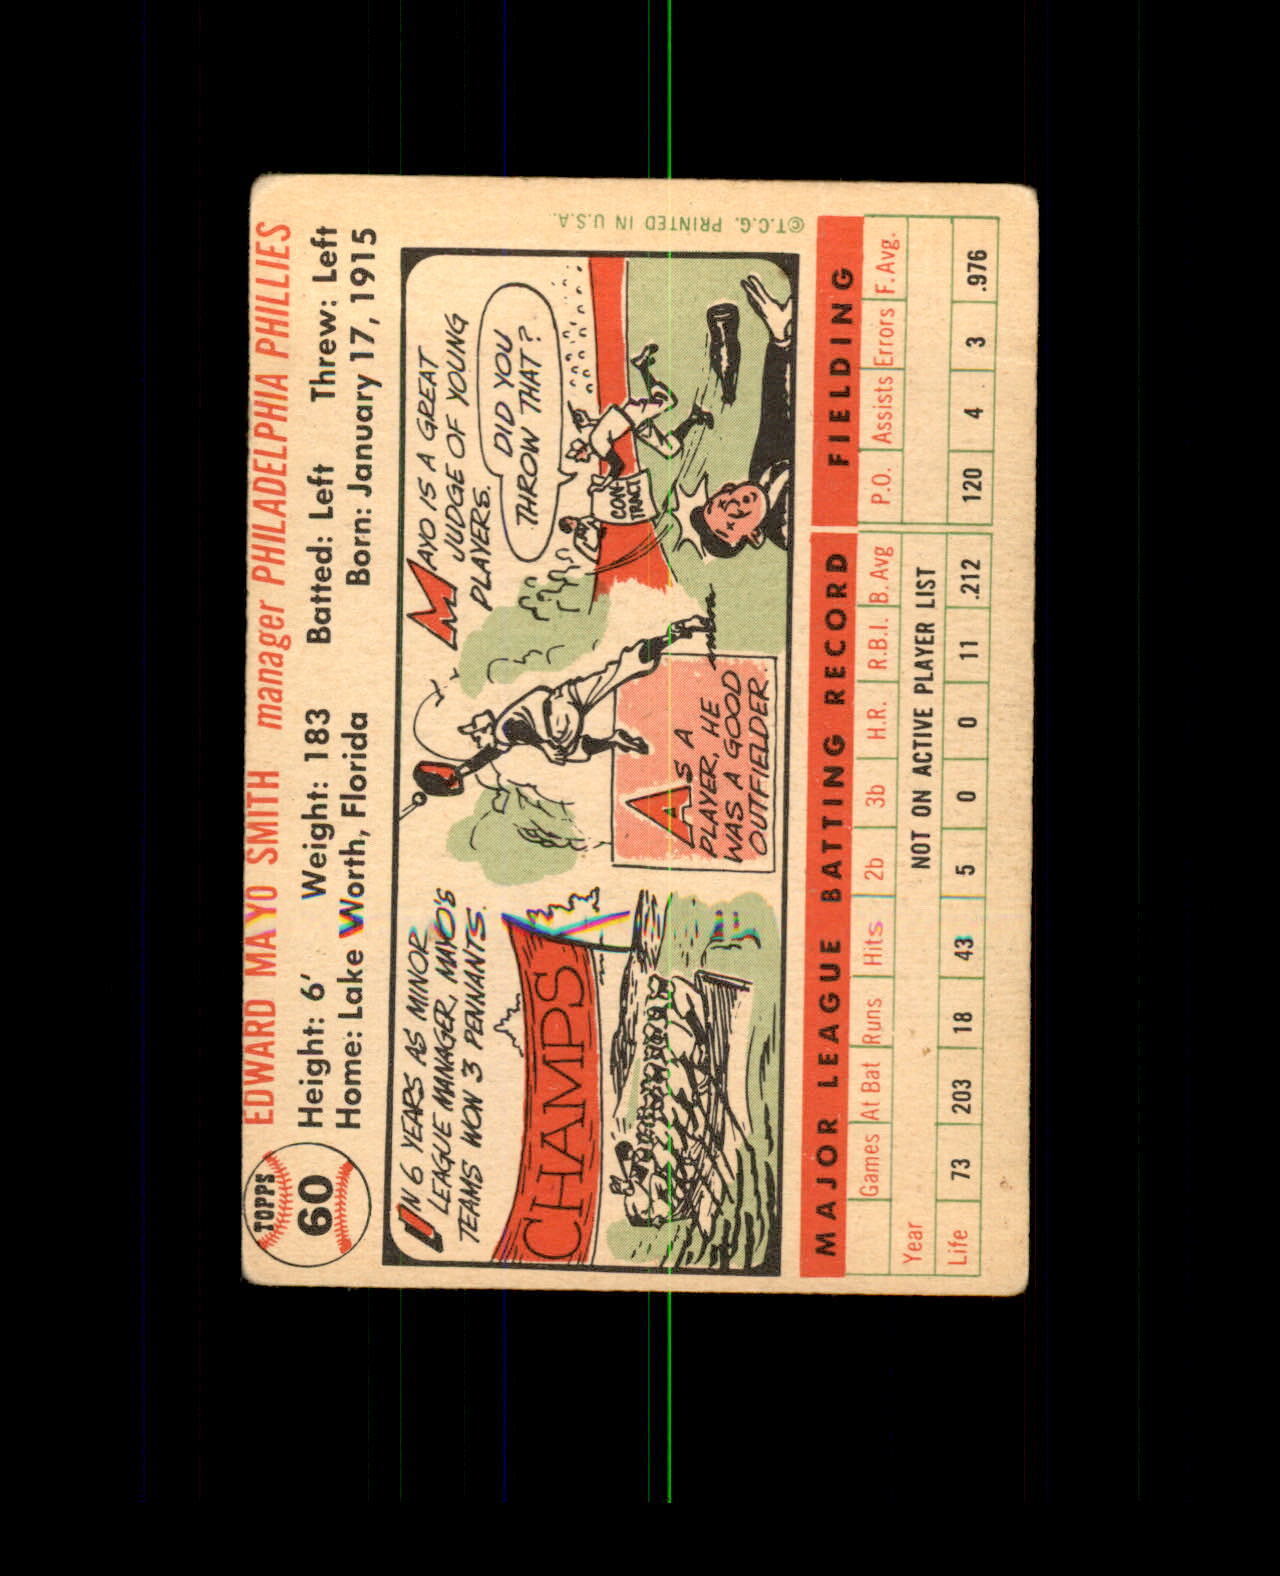 TOPPS
60
EDWARD MAYO SMITH manager PHILADELPHIA PHILLIES
Height: 6' Weight: 183 Batted: Left Threw: Left
Home: Lake Worth, Florida Born: January 17, 1915
IN 6 YEARS AS MINOR
LEAGUE MANAGER, MAYO'S
TEAMS WON 3 PENNANTS.
CHAMPS
AS A
PLAYER, HE
WAS A GOOD
OUTFIELDER.
MAYO IS A GREAT
JUDGE OF YOUNG
PLAYERS.
DID YOU
THROW THAT?
CON-
TRACT
©T.C.G. PRINTED IN U.S.A.
MAJOR LEAGUE BATTING RECORD FIELDING
Games At Bat Runs Hits 2b 3b H.R. R.B.I. B. Avg P.O. Assists Errors F. Avg.
Year NOT ON ACTIVE PLAYER LIST
Life 73 203 18 43 5 0 0 11 .212 120 4 3 .976